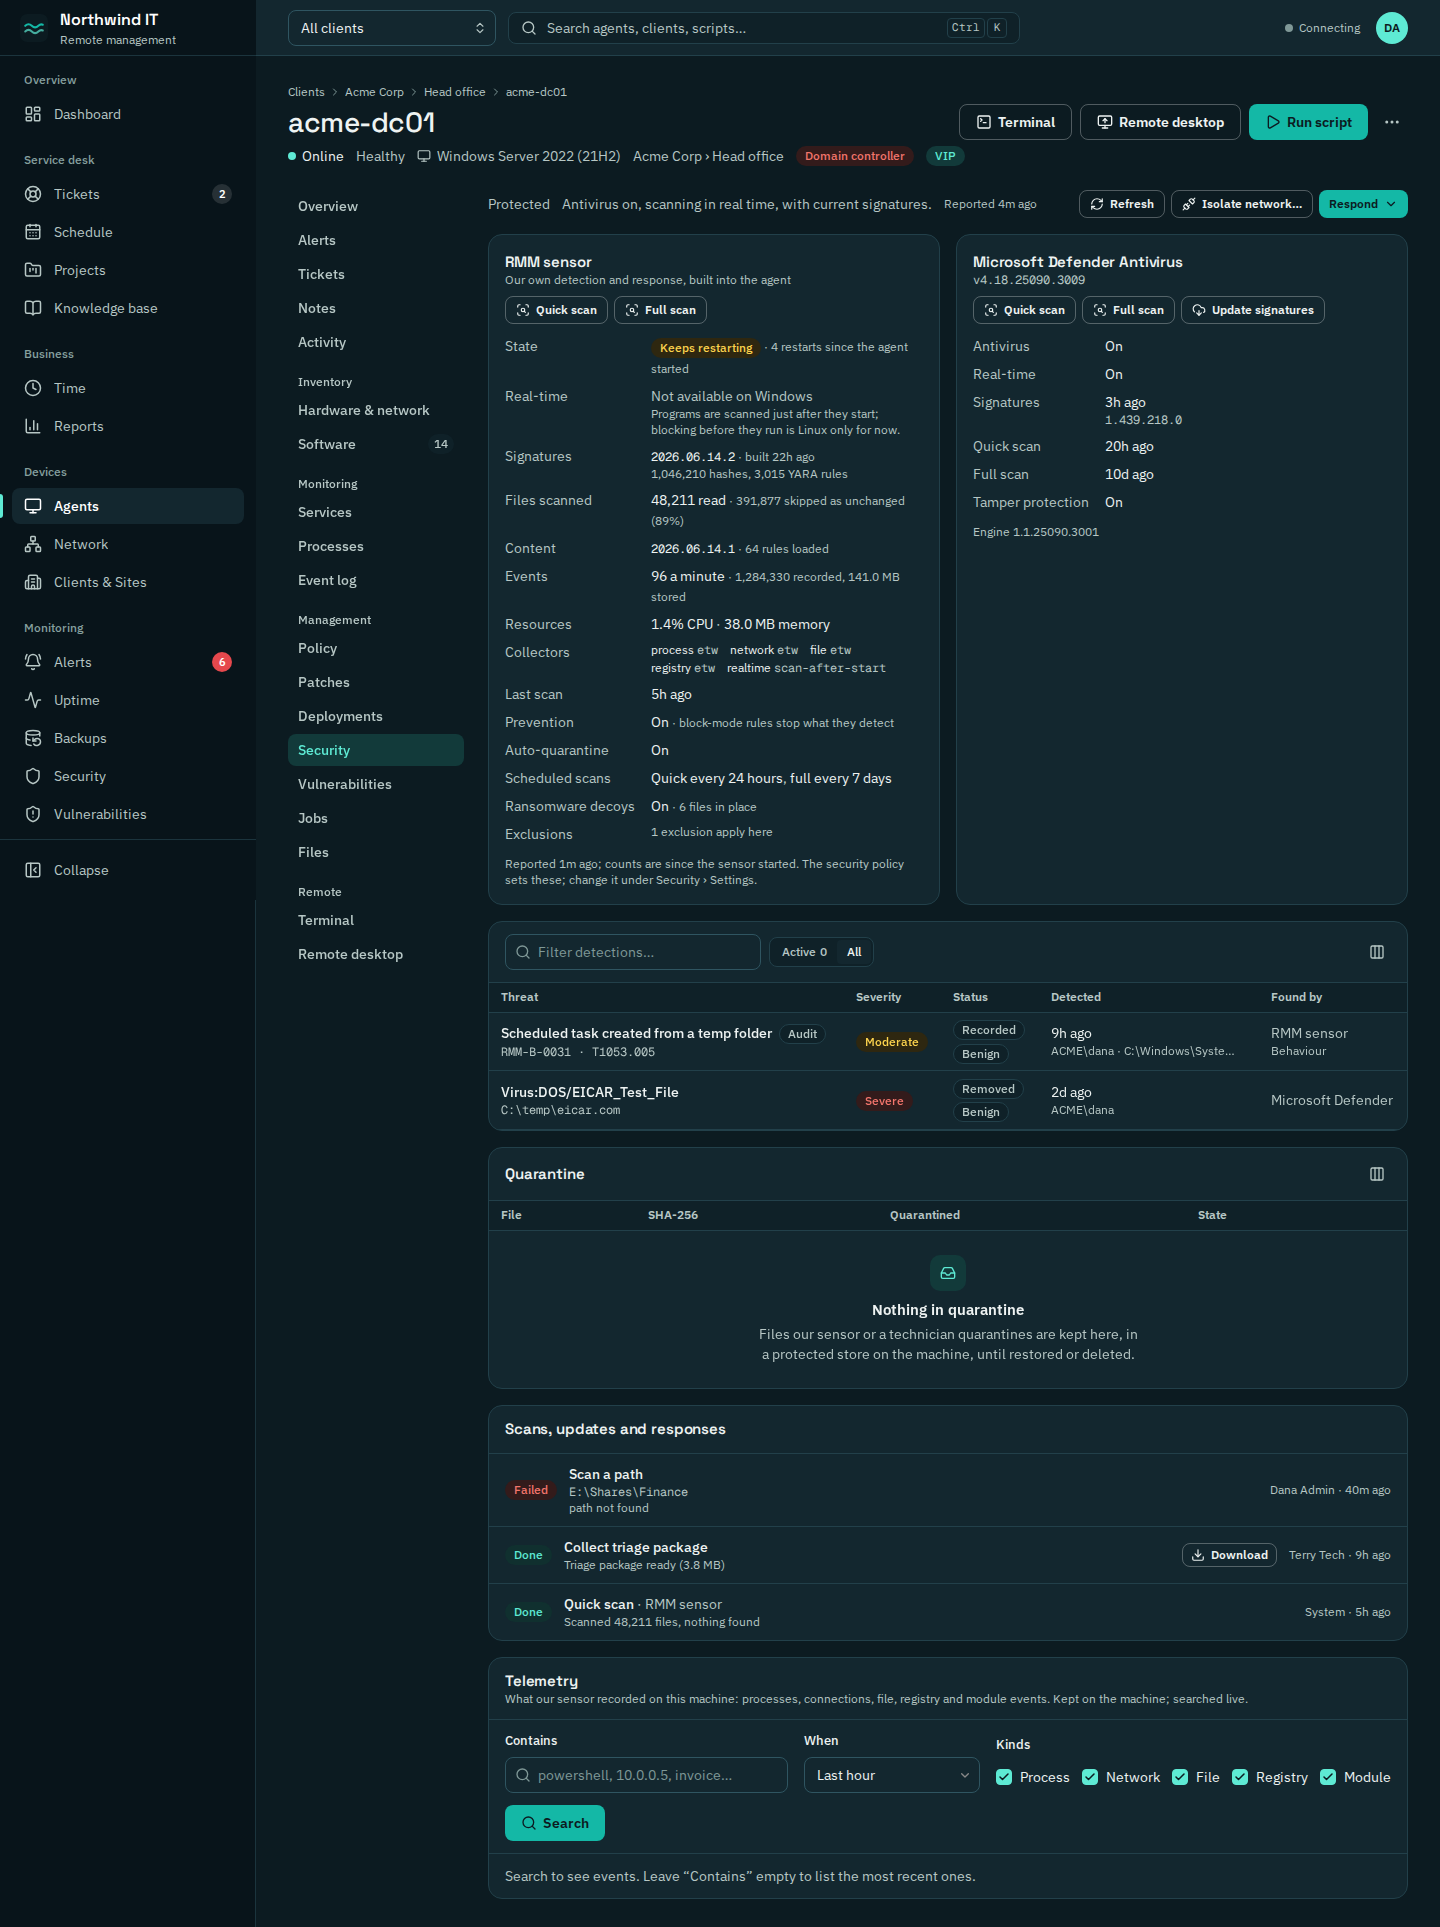 Northwind IT
Remote management
All clients
Search agents, clients, scripts...
Ctrl K
Connecting
DA
Overview
Dashboard
Service desk
Tickets 2
Schedule
Projects
Knowledge base
Business
Time
Reports
Devices
Agents
Network
Clients & Sites
Monitoring
Alerts 6
Uptime
Backups
Security
Vulnerabilities
Collapse
Clients > Acme Corp > Head office > acme-dc01
acme-dc01
Terminal
Remote desktop
Run script
Online Healthy Windows Server 2022 (21H2) Acme Corp › Head office Domain controller VIP
Overview
Alerts
Tickets
Notes
Activity
Inventory
Hardware & network
Software 14
Monitoring
Services
Processes
Event log
Management
Policy
Patches
Deployments
Security
Vulnerabilities
Jobs
Files
Remote
Terminal
Remote desktop
Protected Antivirus on, scanning in real time, with current signatures. Reported 4m ago
Refresh
Isolate network...
Respond
RMM sensor
Our own detection and response, built into the agent
Quick scan
Full scan
State Keeps restarting · 4 restarts since the agent
started
Real-time Not available on Windows
Programs are scanned just after they start;
blocking before they run is Linux only for now.
Signatures 2026.06.14.2 · built 22h ago
1,046,210 hashes, 3,015 YARA rules
Files scanned 48,211 read · 391,877 skipped as unchanged
(89%)
Content 2026.06.14.1 · 64 rules loaded
Events 96 a minute · 1,284,330 recorded, 141.0 MB
stored
Resources 1.4% CPU · 38.0 MB memory
Collectors process etw network etw file etw
registry etw realtime scan-after-start
Last scan 5h ago
Prevention On · block-mode rules stop what they detect
Auto-quarantine On
Scheduled scans Quick every 24 hours, full every 7 days
Ransomware decoys On · 6 files in place
Exclusions 1 exclusion apply here
Reported 1m ago; counts are since the sensor started. The security policy
sets these; change it under Security › Settings.
Microsoft Defender Antivirus
v4.18.25090.3009
Quick scan
Full scan
Update signatures
Antivirus On
Real-time On
Signatures 3h ago
1.439.218.0
Quick scan 20h ago
Full scan 10d ago
Tamper protection On
Engine 1.1.25090.3001
Filter detections...
Active 0 All
Threat Severity Status Detected Found by
Scheduled task created from a temp folder Audit
RMM-B-0031 · T1053.005
Moderate
Recorded
Benign
9h ago
ACME\dana · C:\Windows\Syste...
RMM sensor
Behaviour
Virus:DOS/EICAR_Test_File
C:\temp\eicar.com
Severe
Removed
Benign
2d ago
ACME\dana
Microsoft Defender
Quarantine
File SHA-256 Quarantined State
Nothing in quarantine
Files our sensor or a technician quarantines are kept here, in
a protected store on the machine, until restored or deleted.
Scans, updates and responses
Failed
Scan a path
E:\Shares\Finance
path not found
Dana Admin · 40m ago
Done
Collect triage package
Triage package ready (3.8 MB)
Download
Terry Tech · 9h ago
Done
Quick scan · RMM sensor
Scanned 48,211 files, nothing found
System · 5h ago
Telemetry
What our sensor recorded on this machine: processes, connections, file, registry and module events. Kept on the machine; searched live.
Contains
powershell, 10.0.0.5, invoice...
When
Last hour
Kinds
Process Network File Registry Module
Search
Search to see events. Leave “Contains” empty to list the most recent ones.